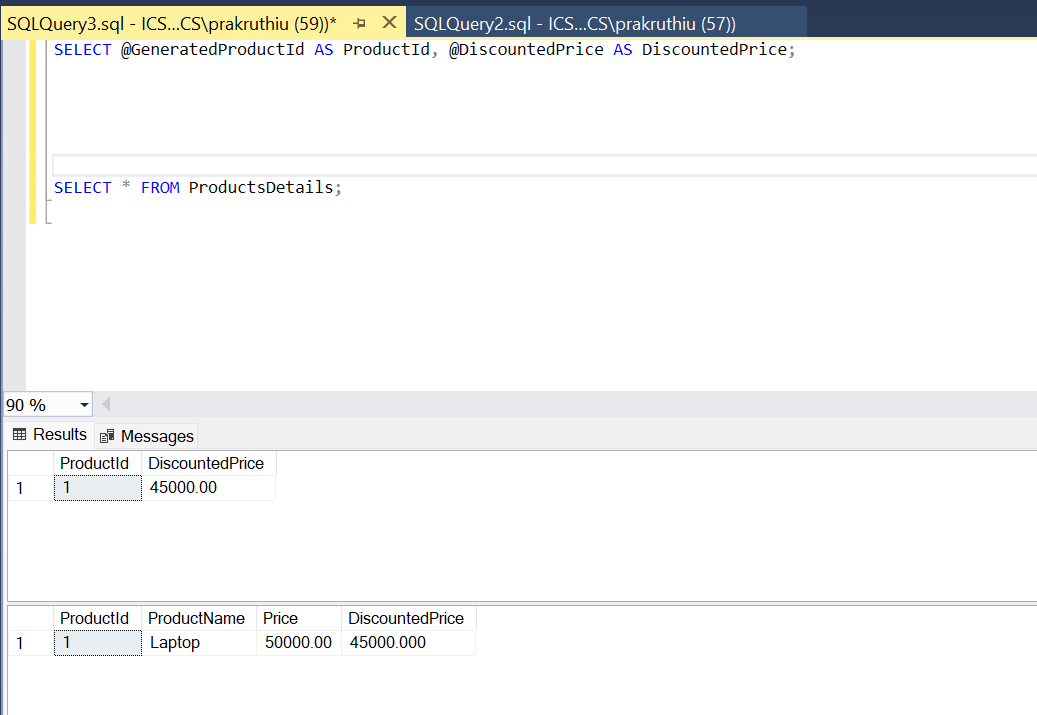 SQLQuery3.sql - ICS...CS\prakruthiu (59))* SQLQuery2.sql - ICS...CS\prakruthiu (57))
SELECT @GeneratedProductId AS ProductId, @DiscountedPrice AS DiscountedPrice;
SELECT * FROM ProductsDetails;
90 %
Results Messages
ProductId DiscountedPrice
1 1 45000.00
ProductId ProductName Price DiscountedPrice
1 1 Laptop 50000.00 45000.000